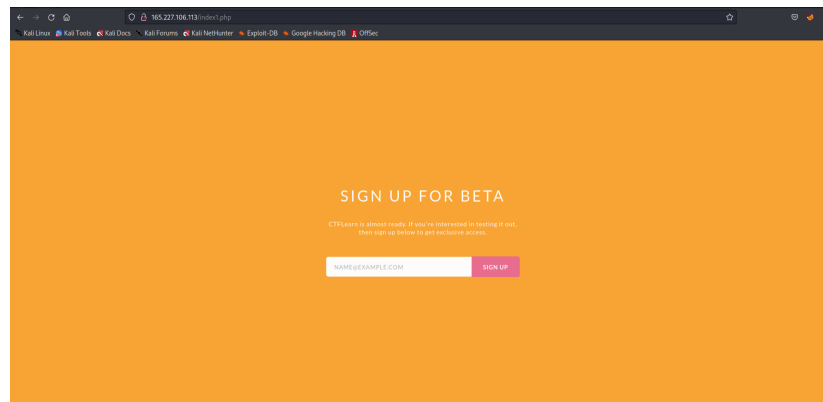 165.227.106.113/index1.php
Kali Linux Kali Tools Kali Docs Kali Forums Kali NetHunter Exploit-DB Google Hacking DB OffSec
SIGN UP FOR BETA
CTFLearn is almost ready. If you're interested in testing it out,
then sign up below to get exclusive access.
NAME@EXAMPLE.COM SIGN UP